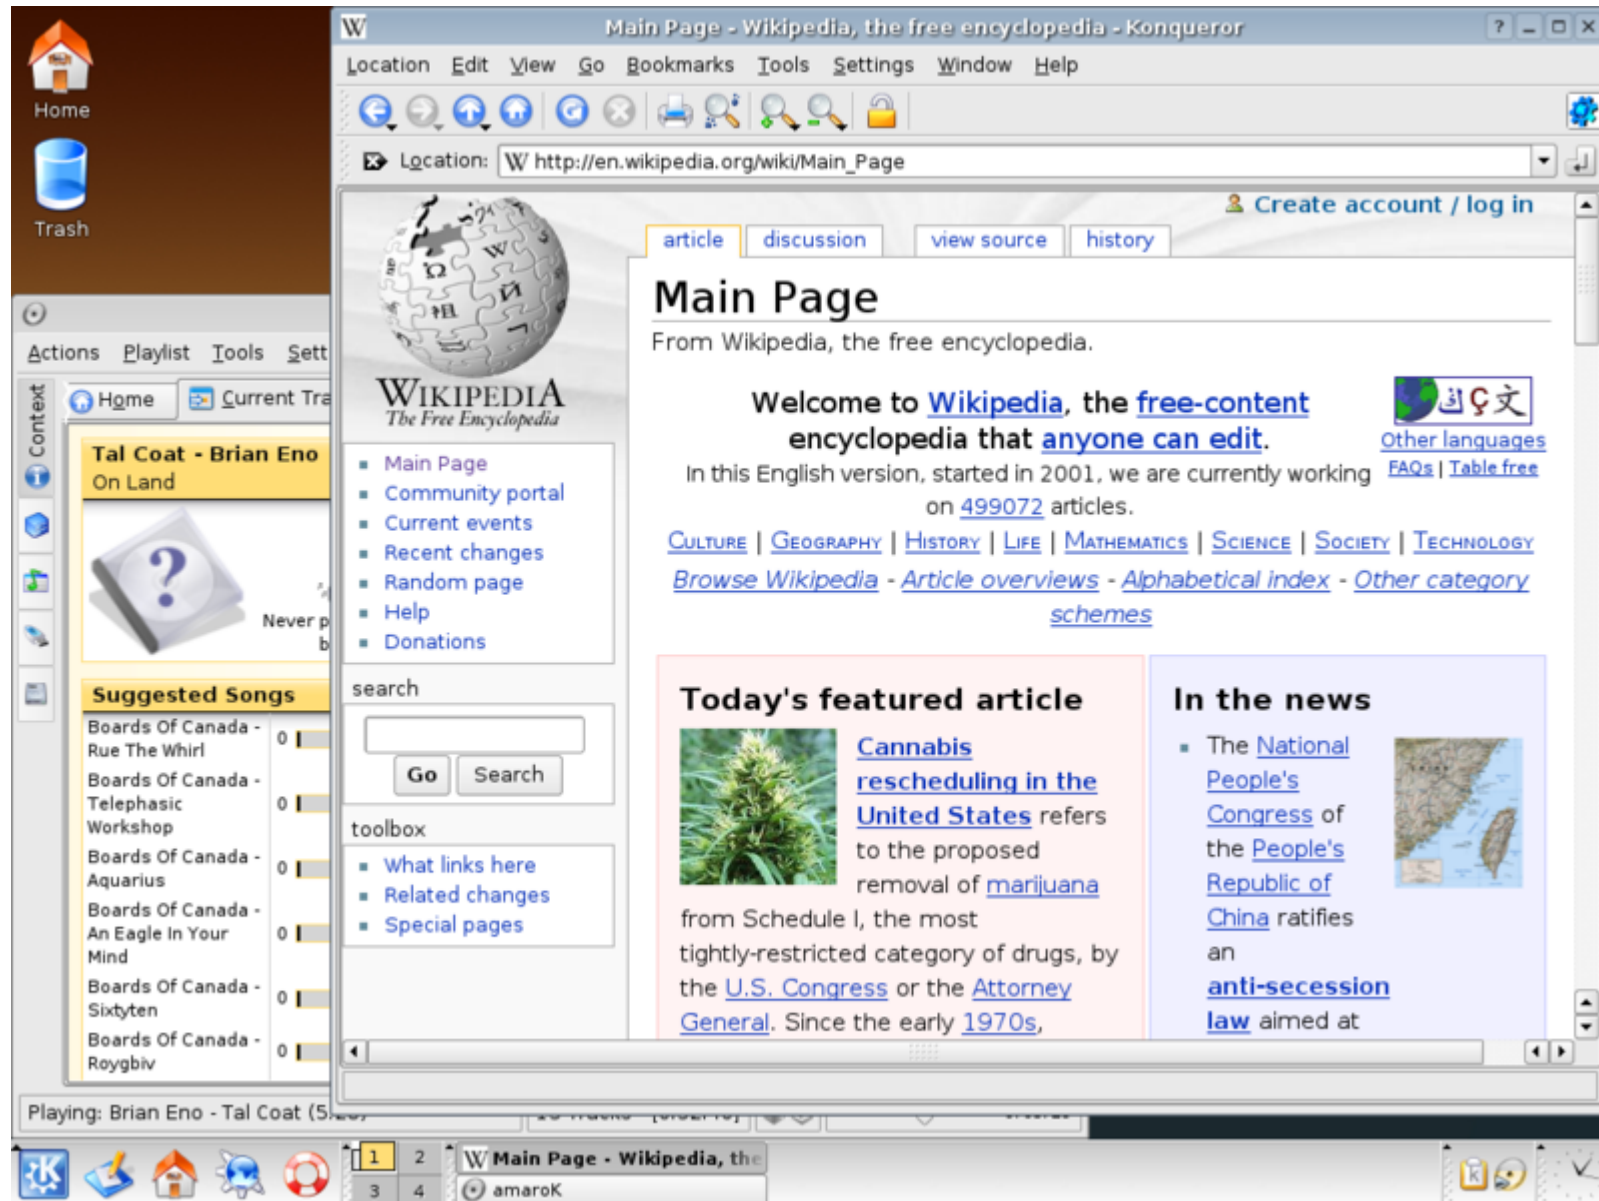 Home
Trash
Main Page - Wikipedia, the free encyclopedia - Konqueror
Location Edit View Go Bookmarks Tools Settings Window Help
Location: http://en.wikipedia.org/wiki/Main_Page
WIKIPEDIA
The Free Encyclopedia
Main Page
Community portal
Current events
Recent changes
Random page
Help
Donations
search
Go Search
toolbox
What links here
Related changes
Special pages
Create account / log in
article discussion view source history
Main Page
From Wikipedia, the free encyclopedia.
Welcome to Wikipedia, the free-content
encyclopedia that anyone can edit.
In this English version, started in 2001, we are currently working
on 499072 articles.
Other languages
FAQs | Table free
CULTURE | GEOGRAPHY | HISTORY | LIFE | MATHEMATICS | SCIENCE | SOCIETY | TECHNOLOGY
Browse Wikipedia - Article overviews - Alphabetical index - Other category
schemes
Today's featured article
Cannabis
rescheduling in the
United States refers
to the proposed
removal of marijuana
from Schedule I, the most
tightly-restricted category of drugs, by
the U.S. Congress or the Attorney
General. Since the early 1970s,
In the news
The National
People's
Congress of
the People's
Republic of
China ratifies
an
anti-secession
law aimed at
Actions Playlist Tools Sett
Context
Home Current Tra
Tal Coat - Brian Eno
On Land
Never p
b
Suggested Songs
Boards Of Canada -
Rue The Whirl
0
Boards Of Canada -
Telephasic
Workshop
0
Boards Of Canada -
Aquarius
0
Boards Of Canada -
An Eagle In Your
Mind
0
Boards Of Canada -
Sixtyten
0
Boards Of Canada -
Roygbiv
0
Playing: Brian Eno - Tal Coat
1 2
3 4
Main Page - Wikipedia, the
amaroK